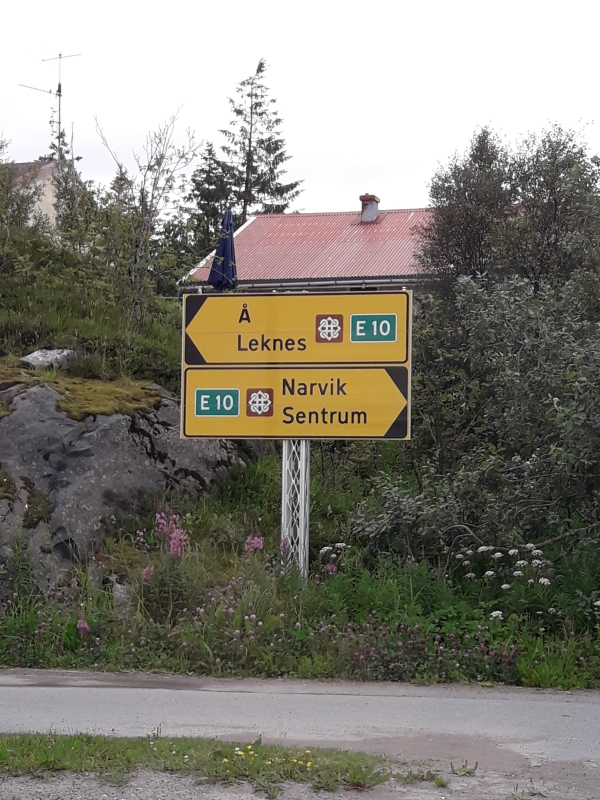 Å
Leknes E 10
E 10 Narvik
Sentrum